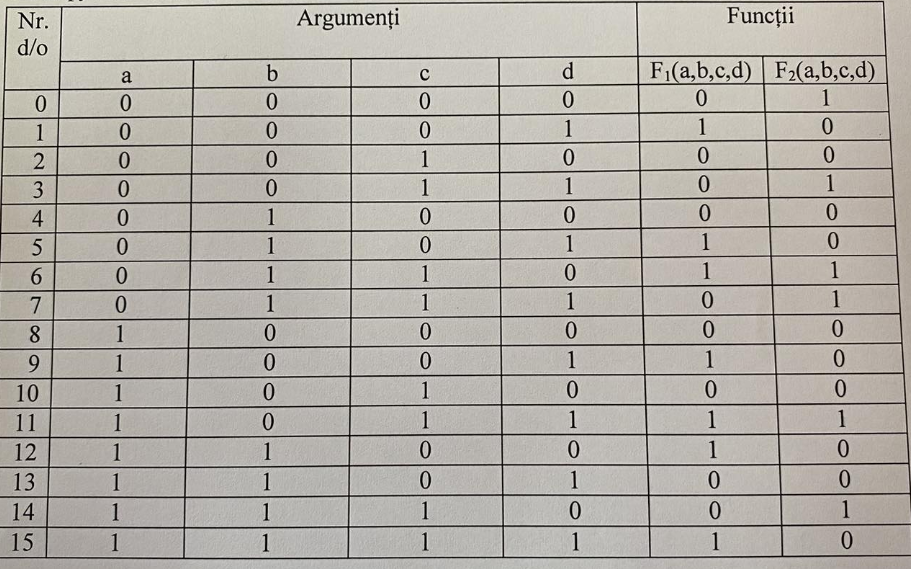 Nr. d/o Argumenți Funcții
a b c d F₁(a,b,c,d) F₂(a,b,c,d)
0 0 0 0 0 0 1
1 0 0 0 1 1 0
2 0 0 1 0 0 0
3 0 0 1 1 0 1
4 0 1 0 0 0 0
5 0 1 0 1 1 0
6 0 1 1 0 1 1
7 0 1 1 1 0 1
8 1 0 0 0 0 0
9 1 0 0 1 1 0
10 1 0 1 0 0 0
11 1 0 1 1 1 1
12 1 1 0 0 1 0
13 1 1 0 1 0 0
14 1 1 1 0 0 1
15 1 1 1 1 1 0